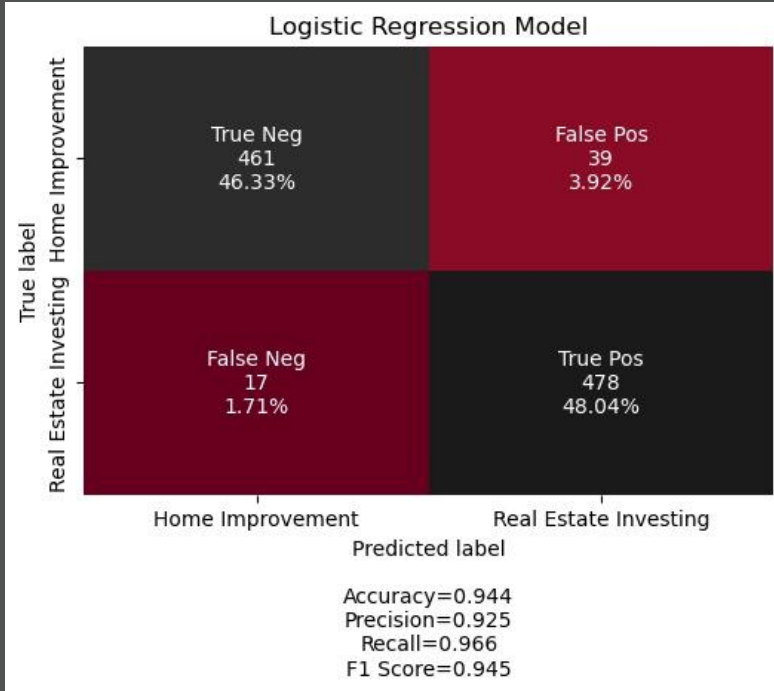 Logistic Regression Model
True label
Home Improvement
True Neg
461
46.33%
False Pos
39
3.92%
Real Estate Investing
False Neg
17
1.71%
True Pos
478
48.04%
Home Improvement
Real Estate Investing
Predicted label
Accuracy=0.944
Precision=0.925
Recall=0.966
F1 Score=0.945